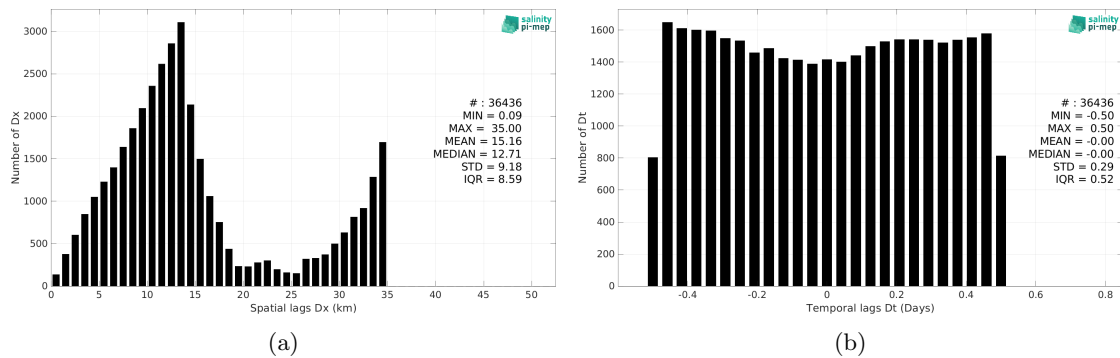 3000
2500
2000
1500
1000
500
0
Number of Dx
salinity
pi-mep
# : 36436
MIN = 0.09
MAX = 35.00
MEAN = 15.16
MEDIAN = 12.71
STD = 9.18
IQR = 8.59
0 5 10 15 20 25 30 35 40 45 50
Spatial lags Dx (km)
(a)
1600
1400
1200
1000
800
600
400
200
0
Number of Dt
salinity
pi-mep
# : 36436
MIN = -0.50
MAX = 0.50
MEAN = -0.00
MEDIAN = -0.00
STD = 0.29
IQR = 0.52
-0.4 -0.2 0 0.2 0.4 0.6 0.8
Temporal lags Dt (Days)
(b)